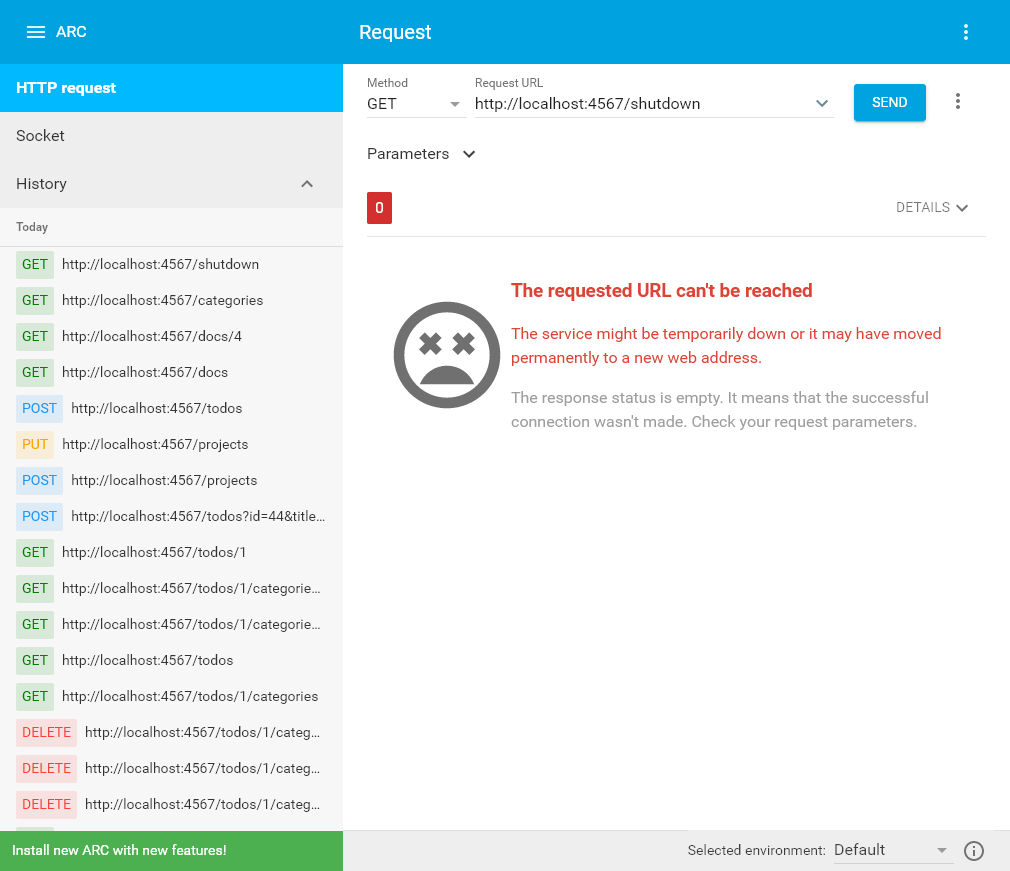 ARC
Request
HTTP request
Socket
History
Today
GET http://localhost:4567/shutdown
GET http://localhost:4567/categories
GET http://localhost:4567/docs/4
GET http://localhost:4567/docs
POST http://localhost:4567/todos
PUT http://localhost:4567/projects
POST http://localhost:4567/projects
POST http://localhost:4567/todos?id=44&title...
GET http://localhost:4567/todos/1
GET http://localhost:4567/todos/1/categorie...
GET http://localhost:4567/todos/1/categorie...
GET http://localhost:4567/todos
GET http://localhost:4567/todos/1/categories
DELETE http://localhost:4567/todos/1/categ...
DELETE http://localhost:4567/todos/1/categ...
DELETE http://localhost:4567/todos/1/categ...
Install new ARC with new features!
Method Request URL
GET http://localhost:4567/shutdown SEND
Parameters
0 DETAILS
The requested URL can't be reached
The service might be temporarily down or it may have moved
permanently to a new web address.
The response status is empty. It means that the successful
connection wasn't made. Check your request parameters.
Selected environment: Default